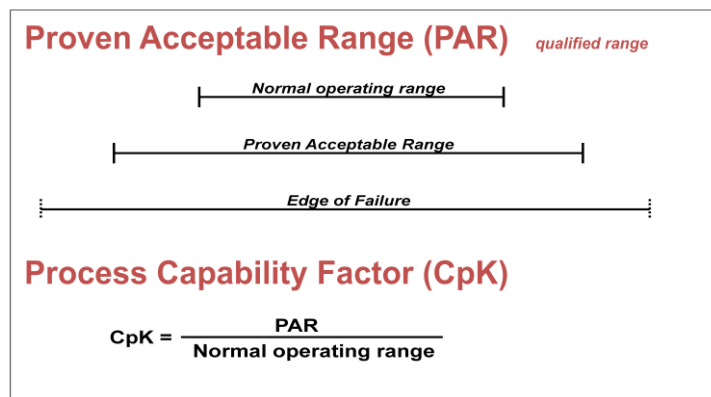 Proven Acceptable Range (PAR) qualified range
Normal operating range
Proven Acceptable Range
Edge of Failure
Process Capability Factor (CpK)
CpK =
PAR
Normal operating range